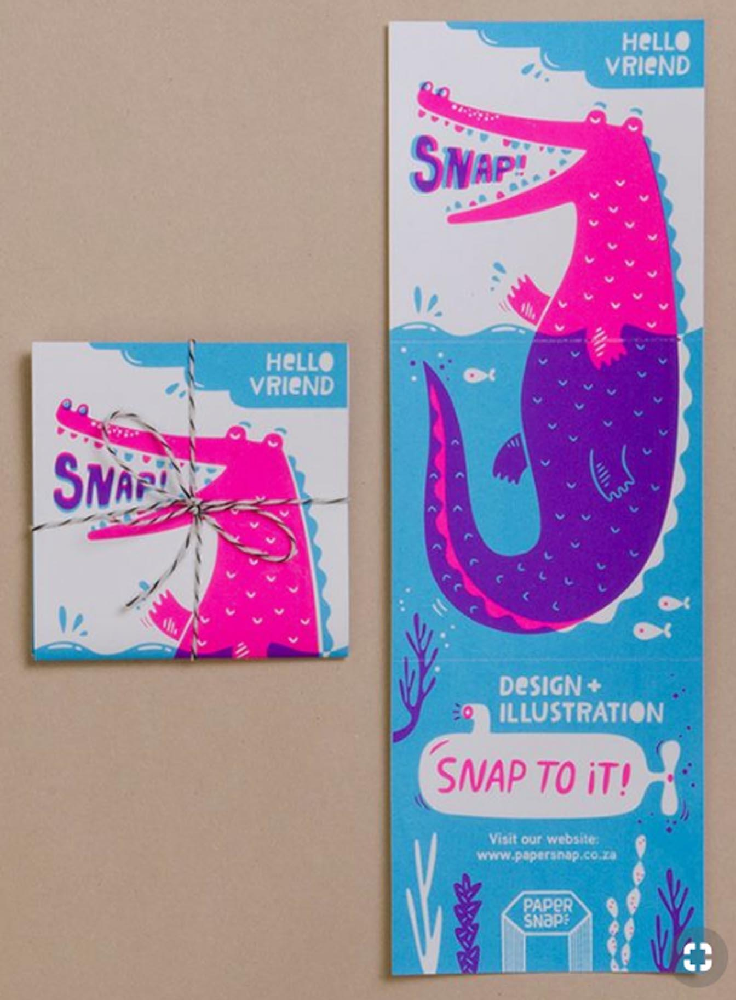 HeLLO
VRIeND
SNAP!
HeLLO
VRIeND
SNAP!
DeSIGN +
ILLUSTRATION
SNAP TO iT!
Visit our website:
www.papersnap.co.za
PAPeR
SNaP